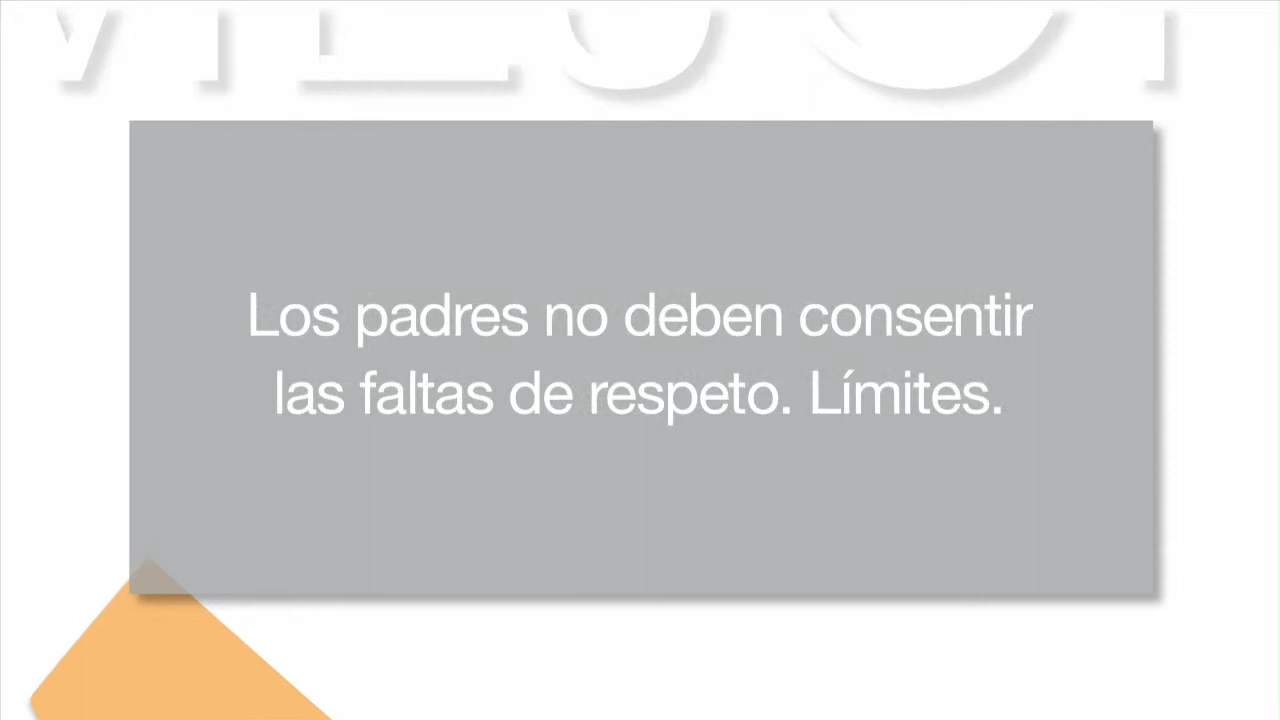 Los padres no deben consentir
las faltas de respeto. Límites.